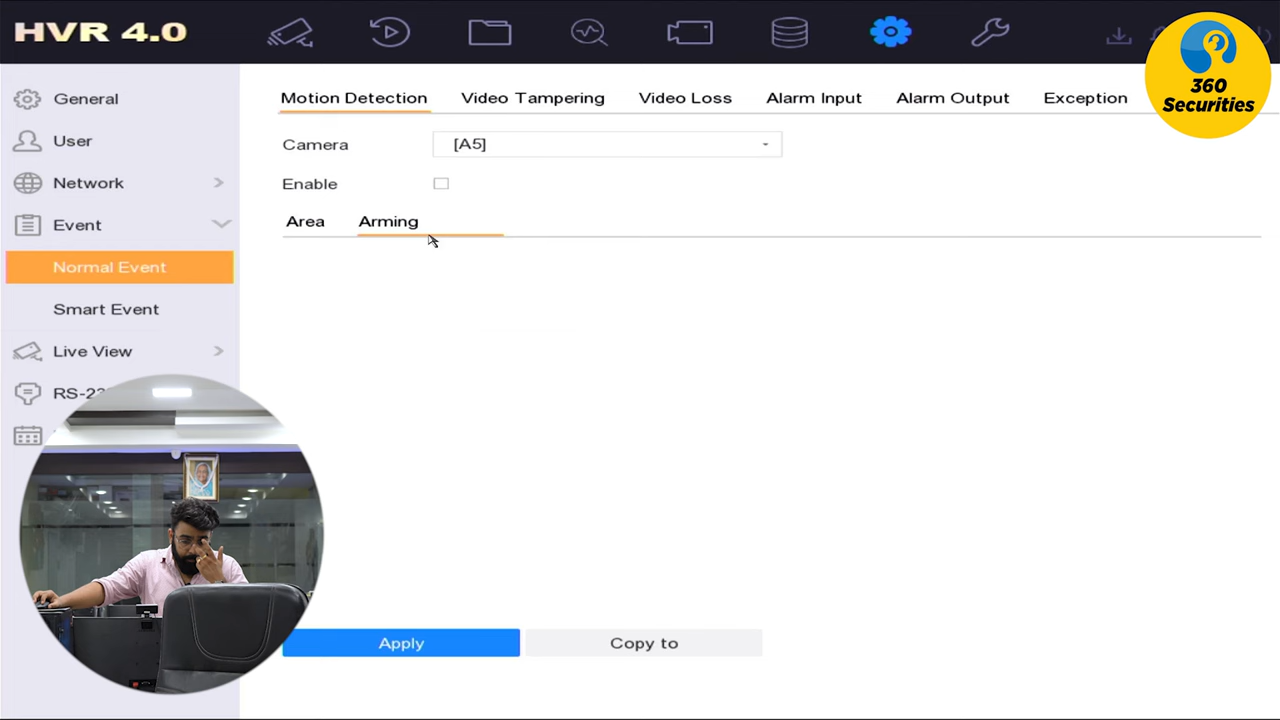 HVR 4.0
360
Securities
General
User
Network
Event
Normal Event
Smart Event
Live View
Motion Detection
Video Tampering
Video Loss
Alarm Input
Alarm Output
Exception
Camera
[A5]
Enable
Area
Arming
Apply
Copy to